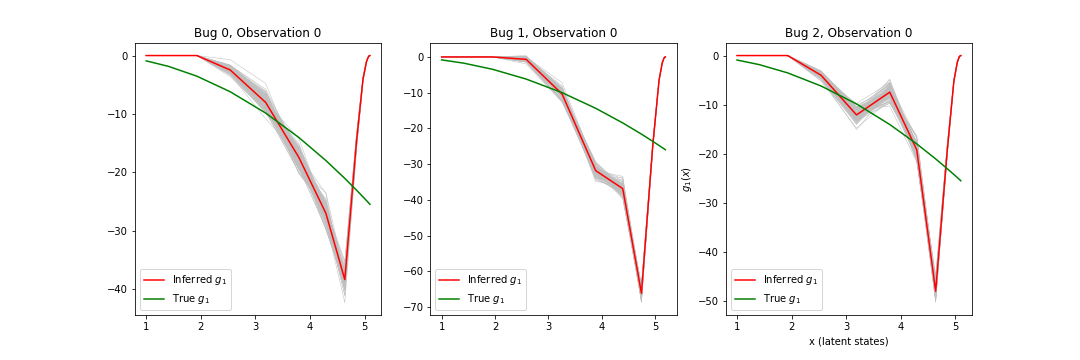 Bug 0, Observation 0
0
−10
−20
−30
−40
1 2 3 4 5
Inferred g₁
True g₁
Bug 1, Observation 0
0
−10
−20
−30
−40
−50
−60
−70
1 2 3 4 5
Inferred g₁
True g₁
Bug 2, Observation 0
g₁(x)
0
−10
−20
−30
−40
−50
1 2 3 4 5
x (latent states)
Inferred g₁
True g₁